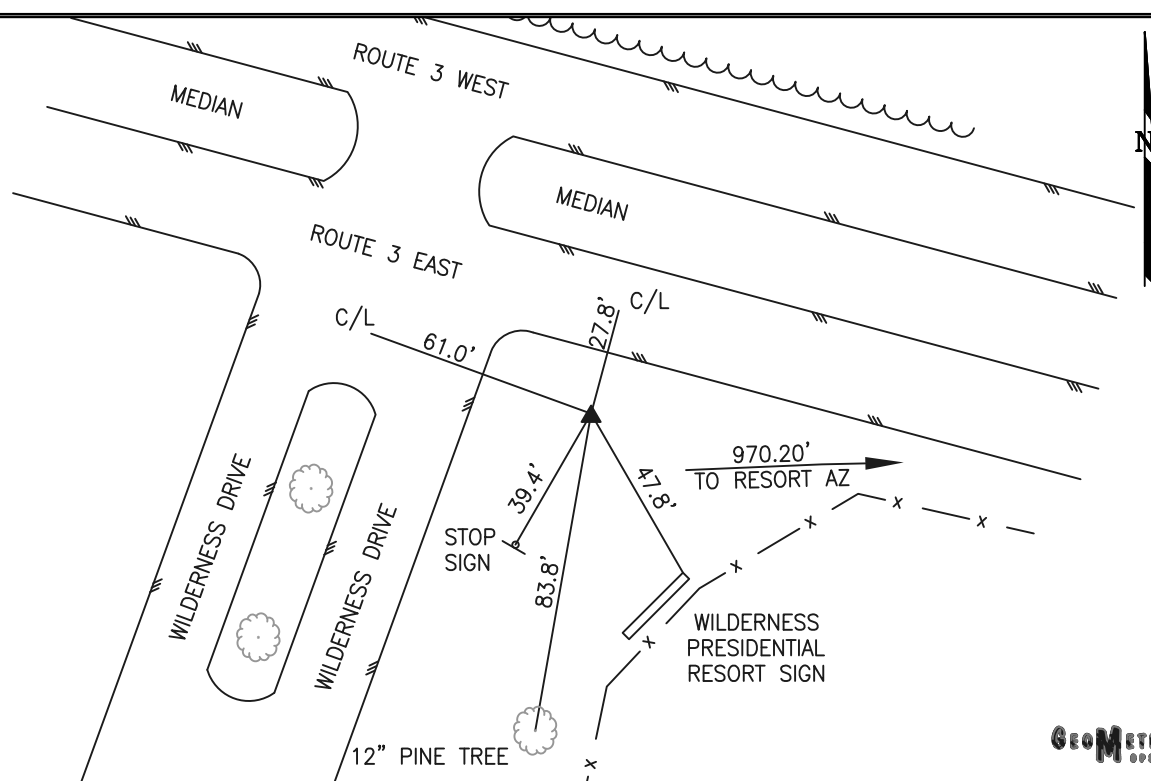 ROUTE 3 WEST
MEDIAN
N
MEDIAN
ROUTE 3 EAST
C/L
27.8'
C/L
61.0'
970.20'
TO RESORT AZ
39.4'
47.8'
STOP
SIGN
83.8'
WILDERNESS DRIVE
WILDERNESS DRIVE
WILDERNESS
PRESIDENTIAL
RESORT SIGN
12" PINE TREE
x
x
x
x
x
x